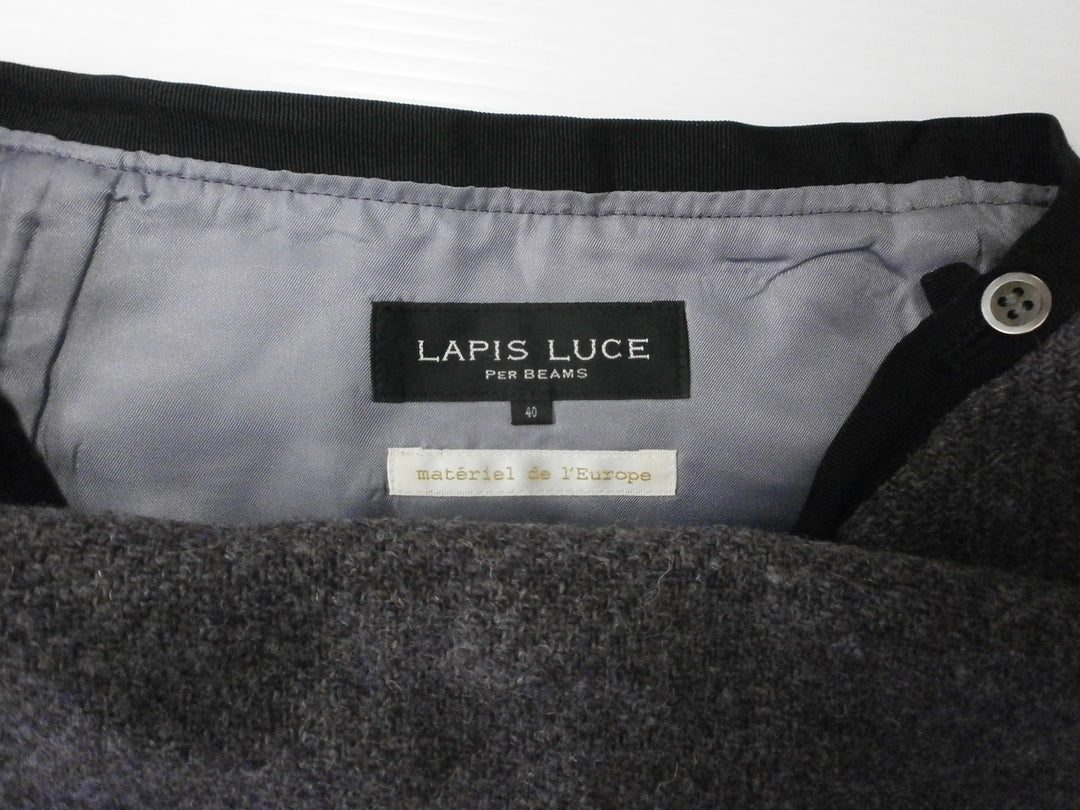 LAPIS LUCE
PER BEAMS
40
matériel de l'Europe